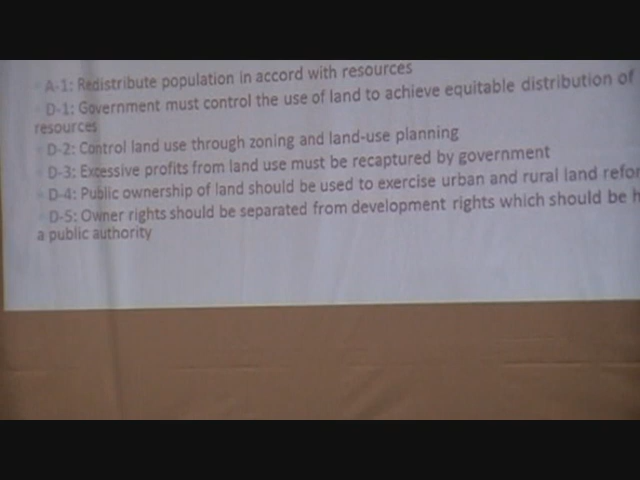 A-1: Redistribute population in accord with resources
D-1: Government must control the use of land to achieve equitable distribution of
resources
D-2: Control land use through zoning and land-use planning
D-3: Excessive profits from land use must be recaptured by government
D-4: Public ownership of land should be used to exercise urban and rural land refor
D-5: Owner rights should be separated from development rights which should be h
a public authority